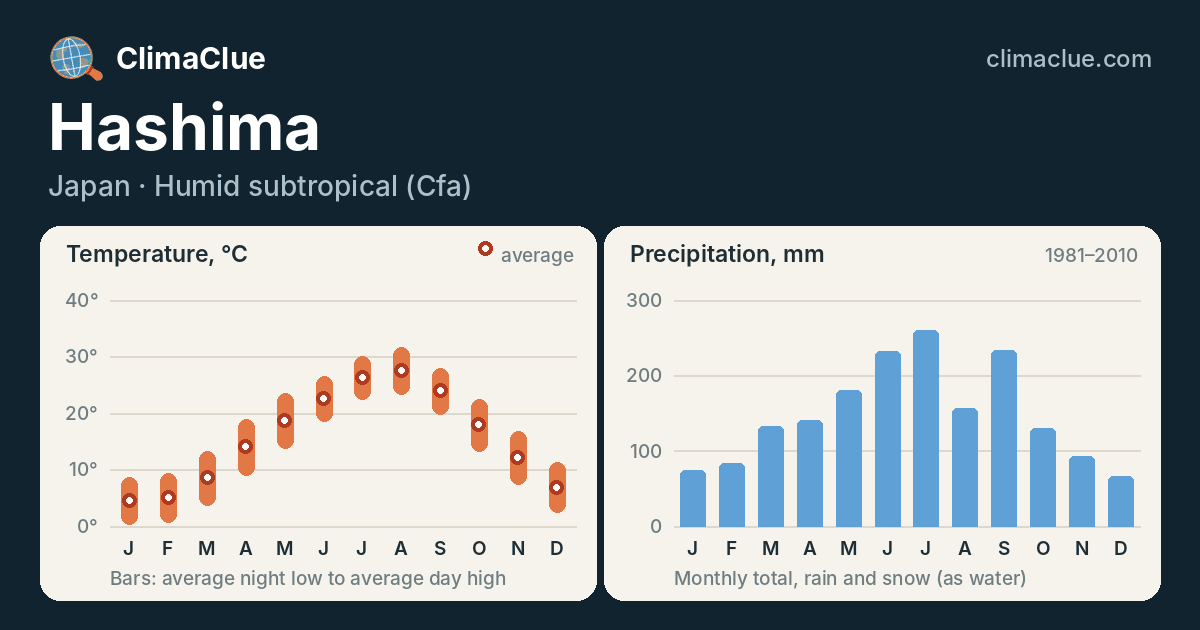 ClimaClue
climaclue.com
Hashima
Japan · Humid subtropical (Cfa)
Temperature, °C
average
40°
30°
20°
10°
0°
J F M A M J J A S O N D
Bars: average night low to average day high
Precipitation, mm
1981–2010
300
200
100
0
J F M A M J J A S O N D
Monthly total, rain and snow (as water)